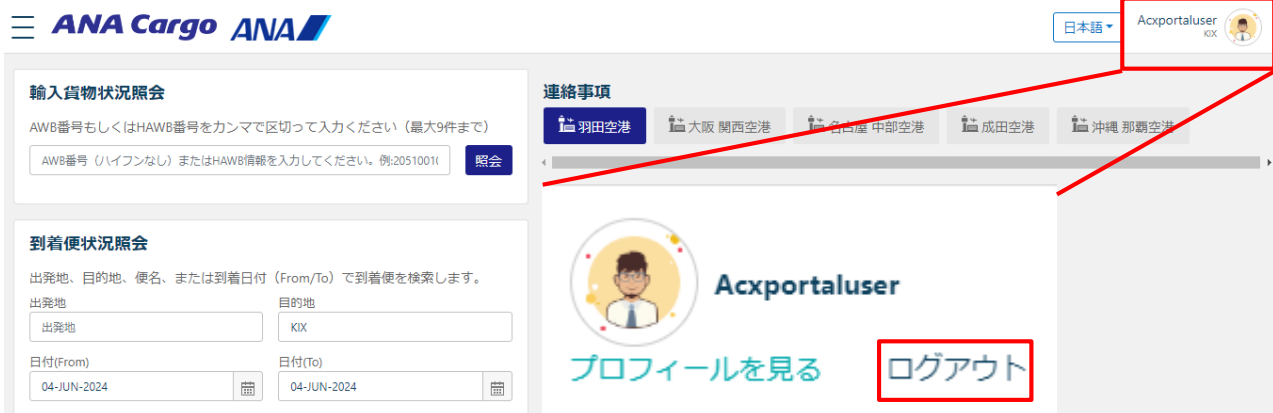 ANA Cargo ANA
日本語
Acxportaluser
KIX
輸入貨物状況照会
AWB番号もしくはHAWB番号をカンマで区切って入力ください（最大9件まで）
AWB番号（ハイフンなし）またはHAWB情報を入力してください。例:20510010
照会
到着便状況照会
出発地、目的地、便名、または到着日付（From/To）で到着便を検索します。
出発地
目的地
出発地
KIX
日付(From)
日付(To)
04-JUN-2024
04-JUN-2024
連絡事項
羽田空港
大阪 関西空港
名古屋 中部空港
成田空港
沖縄 那覇空港
Acxportaluser
プロフィールを見る
ログアウト